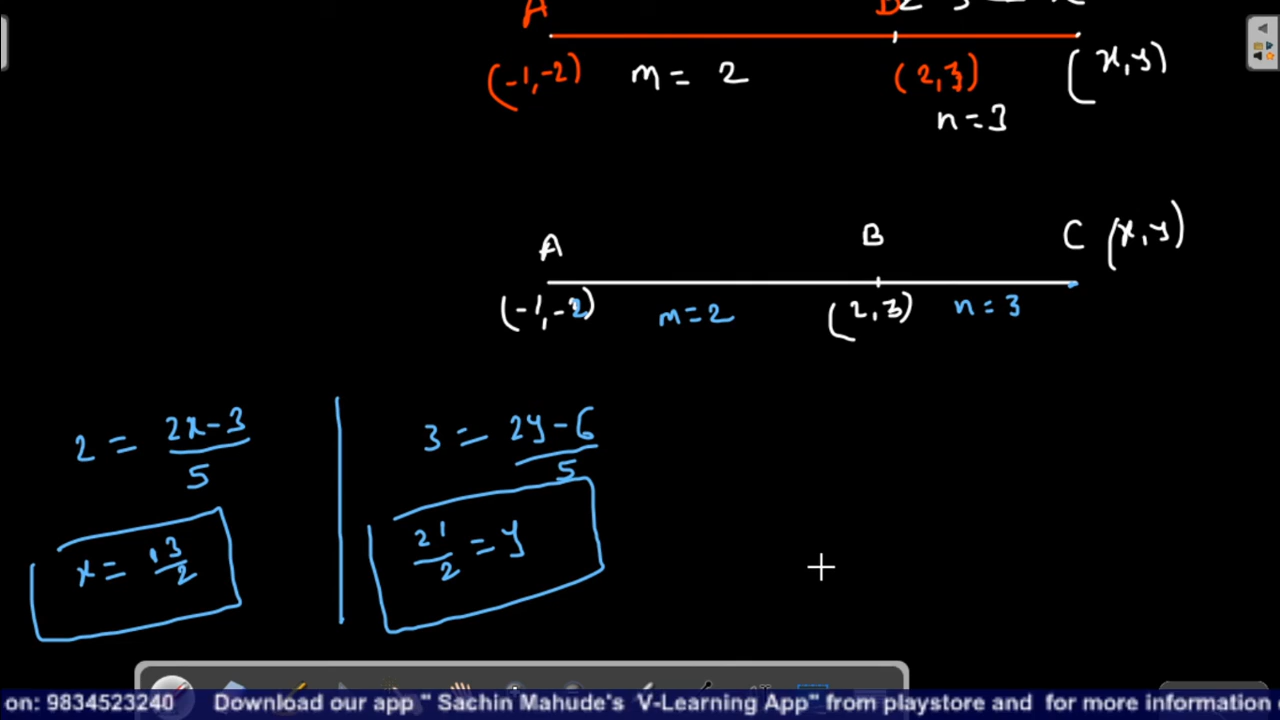 A B
(-1,-2) m = 2 (2,3) (x,y)
n = 3
A B C (x,y)
(-1,-2) m = 2 (2,3) n = 3
2 = 2x-3 / 5 3 = 2y-6 / 5
x = 13/2 21/2 = y
on: 9834523240 Download our app " Sachin Mahude's V-Learning App" from playstore and for more information